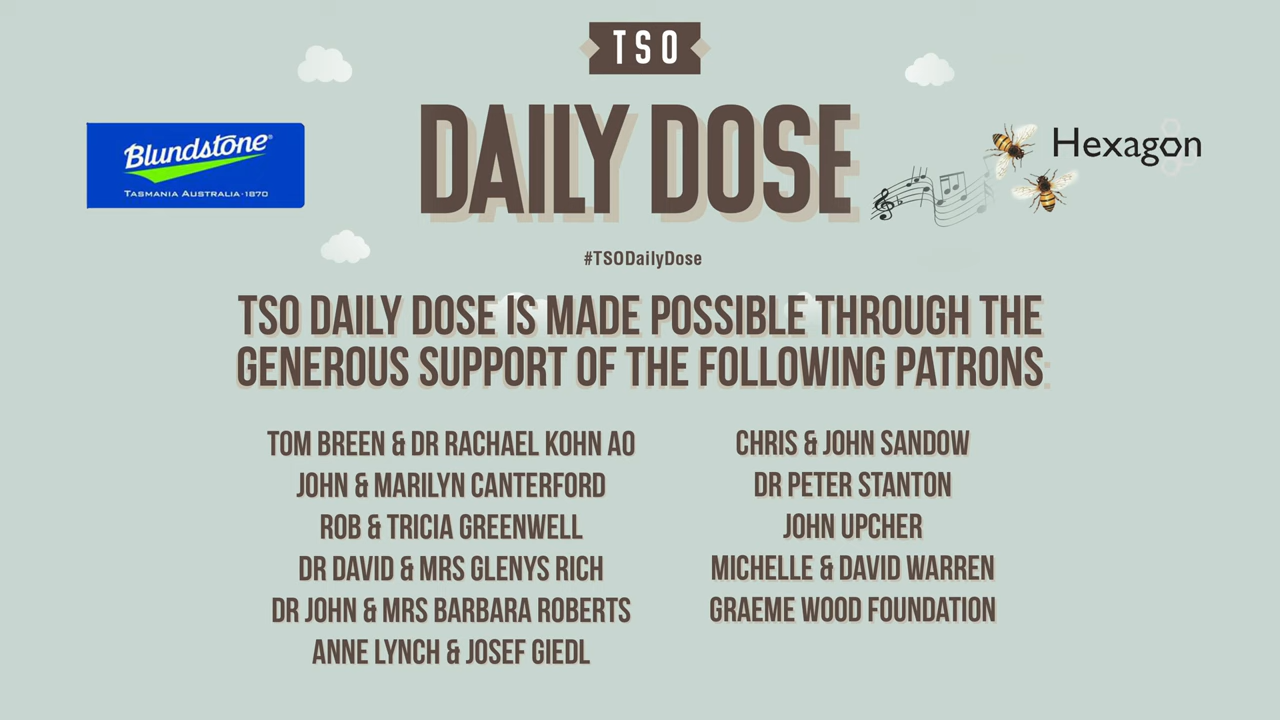 TSO
DAILY DOSE
Blundstone®
TASMANIA AUSTRALIA·1870
Hexagon
#TSODailyDose
TSO DAILY DOSE IS MADE POSSIBLE THROUGH THE
GENEROUS SUPPORT OF THE FOLLOWING PATRONS:
TOM BREEN & DR RACHAEL KOHN AO
JOHN & MARILYN CANTERFORD
ROB & TRICIA GREENWELL
DR DAVID & MRS GLENYS RICH
DR JOHN & MRS BARBARA ROBERTS
ANNE LYNCH & JOSEF GIEDL
CHRIS & JOHN SANDOW
DR PETER STANTON
JOHN UPCHER
MICHELLE & DAVID WARREN
GRAEME WOOD FOUNDATION